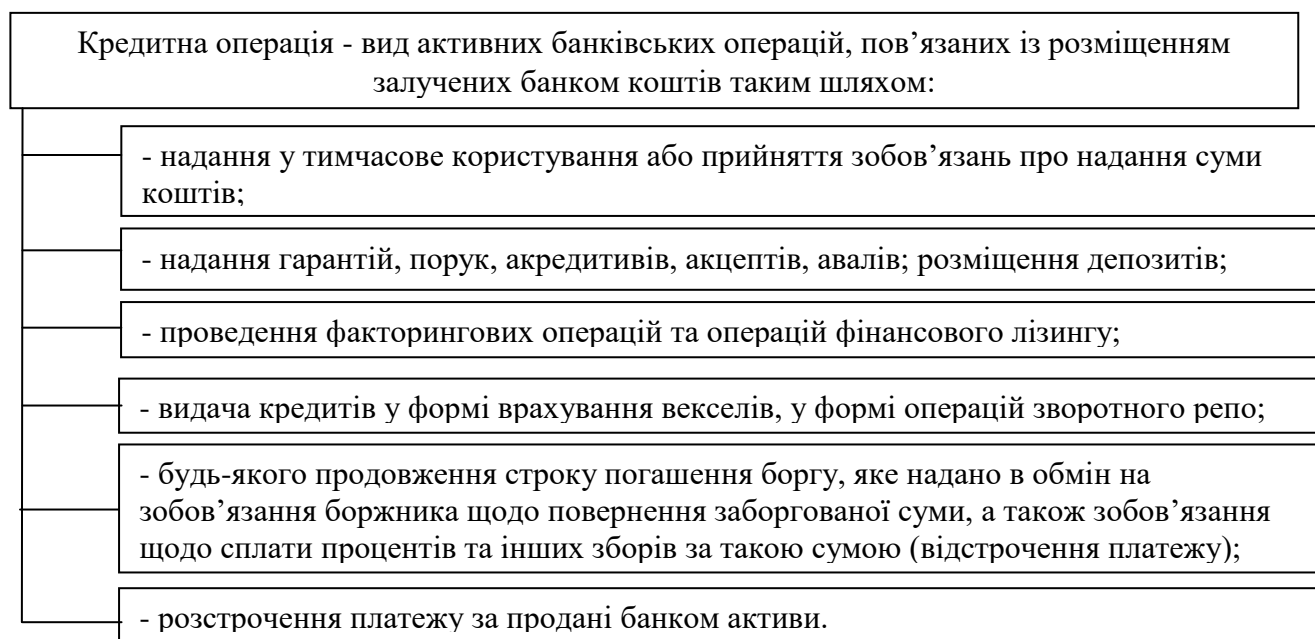 Кредитна операція - вид активних банківських операцій, пов’язаних із розміщенням
залучених банком коштів таким шляхом:
- надання у тимчасове користування або прийняття зобов’язань про надання суми
коштів;
- надання гарантій, порук, акредитивів, акцептів, авалів; розміщення депозитів;
- проведення факторингових операцій та операцій фінансового лізингу;
- видача кредитів у формі врахування векселів, у формі операцій зворотного репо;
- будь-якого продовження строку погашення боргу, яке надано в обмін на
зобов’язання боржника щодо повернення заборгованої суми, а також зобов’язання
щодо сплати процентів та інших зборів за такою сумою (відстрочення платежу);
- розстрочення платежу за продані банком активи.